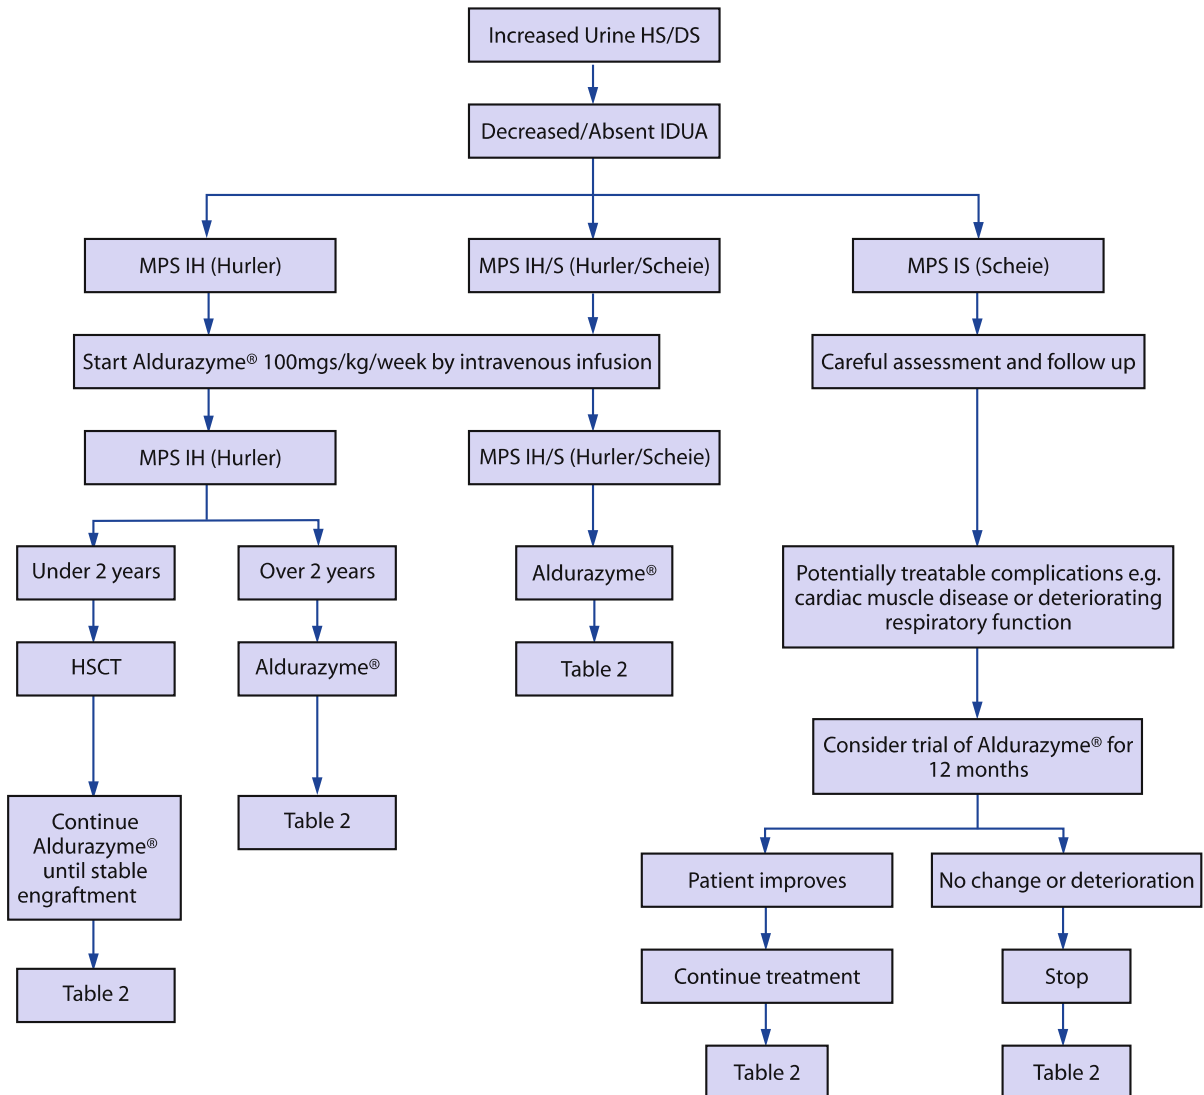 Increased Urine HS/DS
Decreased/Absent IDUA
MPS IH (Hurler)
MPS IH/S (Hurler/Scheie)
MPS IS (Scheie)
Start Aldurazyme® 100mgs/kg/week by intravenous infusion
Careful assessment and follow up
MPS IH (Hurler)
MPS IH/S (Hurler/Scheie)
Under 2 years
Over 2 years
Aldurazyme®
Potentially treatable complications e.g.
cardiac muscle disease or deteriorating
respiratory function
HSCT
Aldurazyme®
Table 2
Consider trial of Aldurazyme® for
12 months
Continue
Aldurazyme®
until stable
engraftment
Table 2
Patient improves
No change or deterioration
Table 2
Continue treatment
Stop
Table 2
Table 2